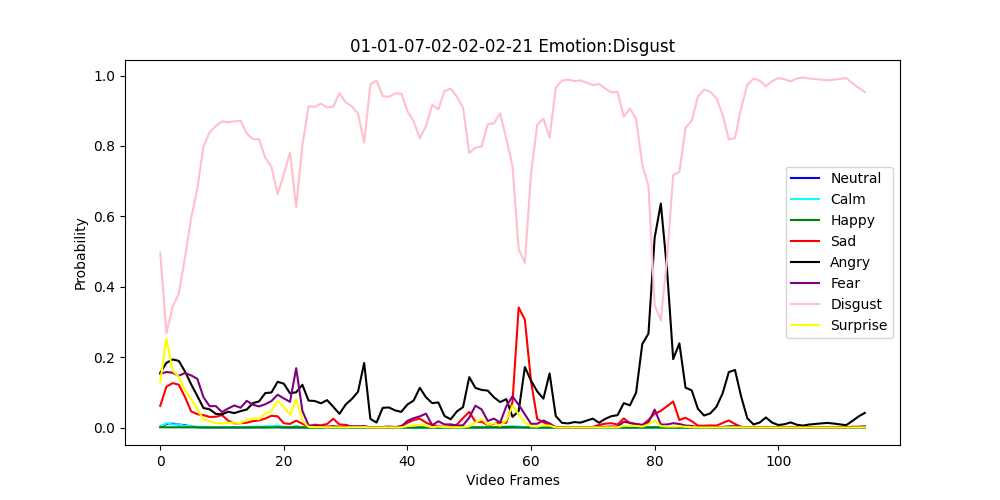 01-01-07-02-02-02-21 Emotion:Disgust
1.0
0.8
0.6
0.4
0.2
0.0
Probability
Neutral
Calm
Happy
Sad
Angry
Fear
Disgust
Surprise
0 20 40 60 80 100
Video Frames